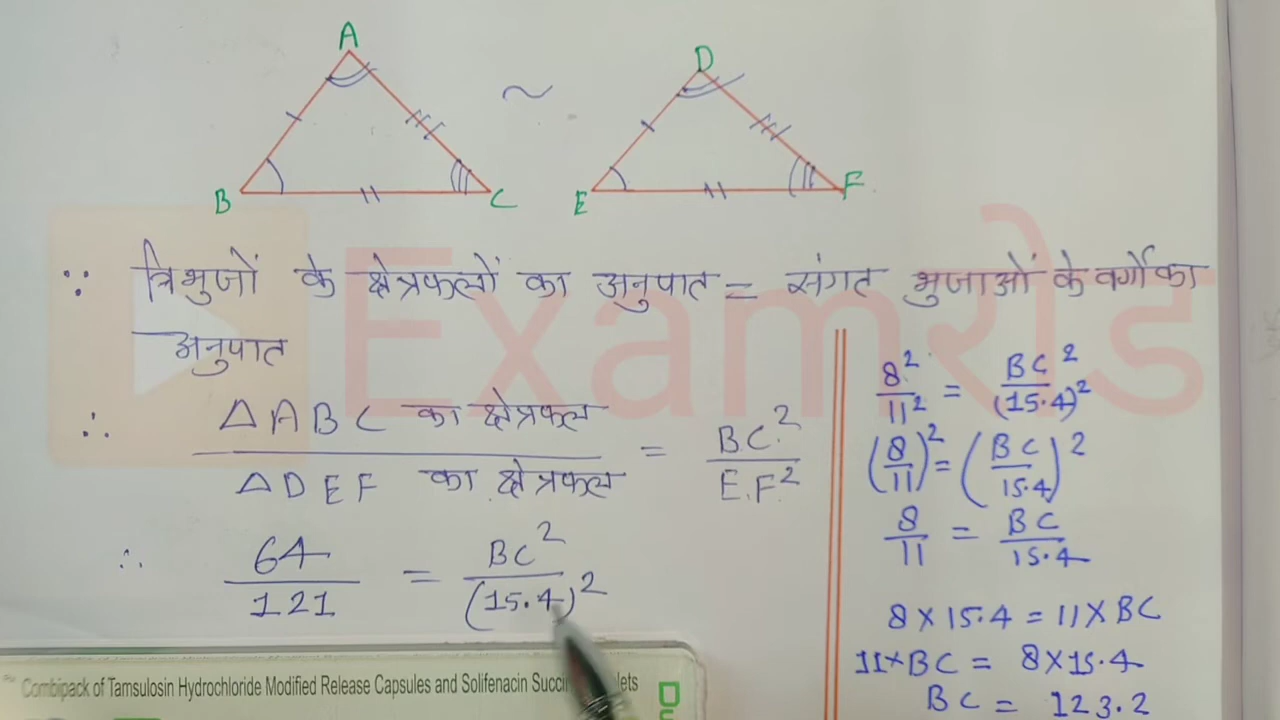 A
D
B
C
E
F
~
∵ त्रिभुजों के क्षेत्रफलों का अनुपात = संगत भुजाओं के वर्गो का
अनुपात
∴ △ABC का क्षेत्रफल / △DEF का क्षेत्रफल = BC² / EF²
∴ 64/121 = BC²/(15.4)²
8²/11² = BC²/(15.4)²
(8/11)² = (BC/15.4)²
8/11 = BC/15.4
8 × 15.4 = 11 × BC
11×BC = 8×15.4
BC = 123.2
Examरोड
Combipack of Tamsulosin Hydrochloride Modified Release Capsules and Solifenacin